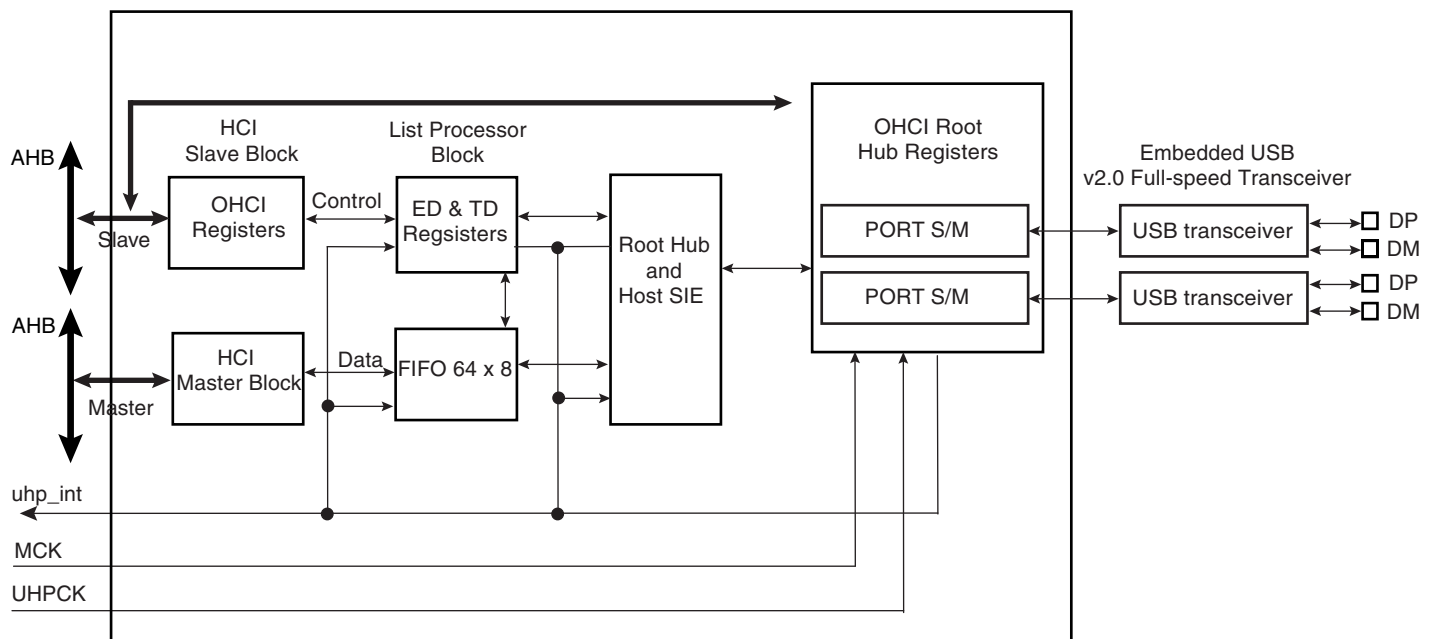 HCI
Slave Block
List Processor
Block
OHCI Root
Hub Registers
Embedded USB
v2.0 Full-speed Transceiver
AHB
Slave
OHCI
Registers
Control
ED & TD
Regsisters
Root Hub
and
Host SIE
PORT S/M
USB transceiver
DP
DM
PORT S/M
USB transceiver
DP
DM
AHB
Master
HCI
Master Block
Data
FIFO 64 x 8
uhp_int
MCK
UHPCK